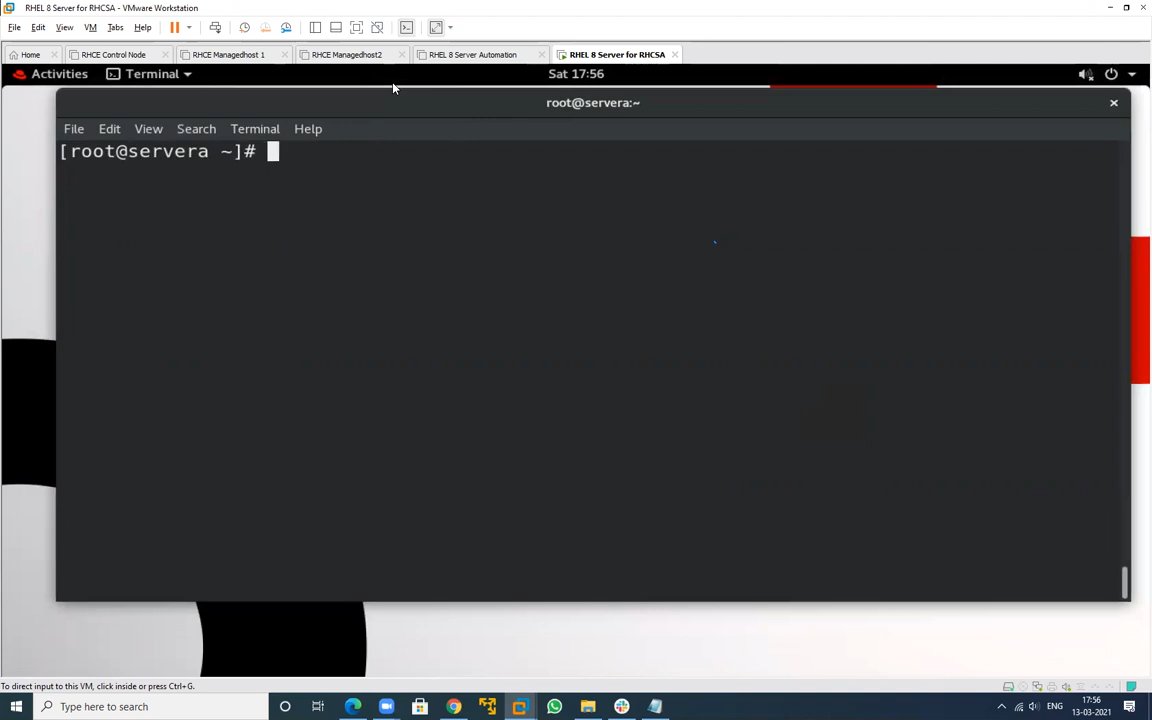 RHEL 8 Server for RHCSA - VMware Workstation
File Edit View VM Tabs Help
Home RHCE Control Node RHCE Managedhost 1 RHCE Managedhost2 RHEL 8 Server Automation RHEL 8 Server for RHCSA
Activities Terminal Sat 17:56
root@servera:~
File Edit View Search Terminal Help
[root@servera ~]#
To direct input to this VM, click inside or press Ctrl+G.
Type here to search
ENG
17:56
13-03-2021